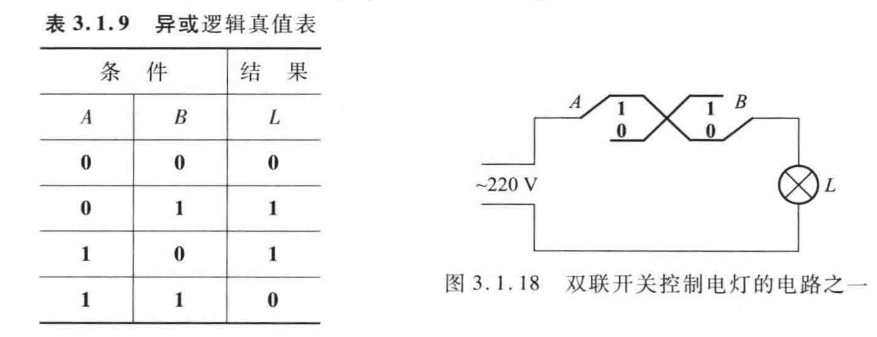 表 3.1.9 异或逻辑真值表
条 件 结 果
A B L
0 0 0
0 1 1
1 0 1
1 1 0
A 1 1 B
0 0
~220 V
L
图 3.1.18 双联开关控制电灯的电路之一